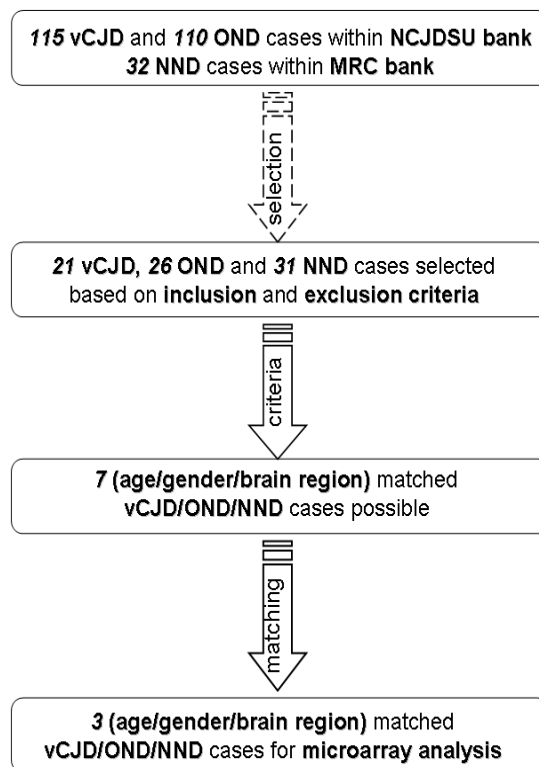 115 vCJD and 110 OND cases within NCJDSU bank
32 NND cases within MRC bank
selection
21 vCJD, 26 OND and 31 NND cases selected
based on inclusion and exclusion criteria
criteria
7 (age/gender/brain region) matched
vCJD/OND/NND cases possible
matching
3 (age/gender/brain region) matched
vCJD/OND/NND cases for microarray analysis